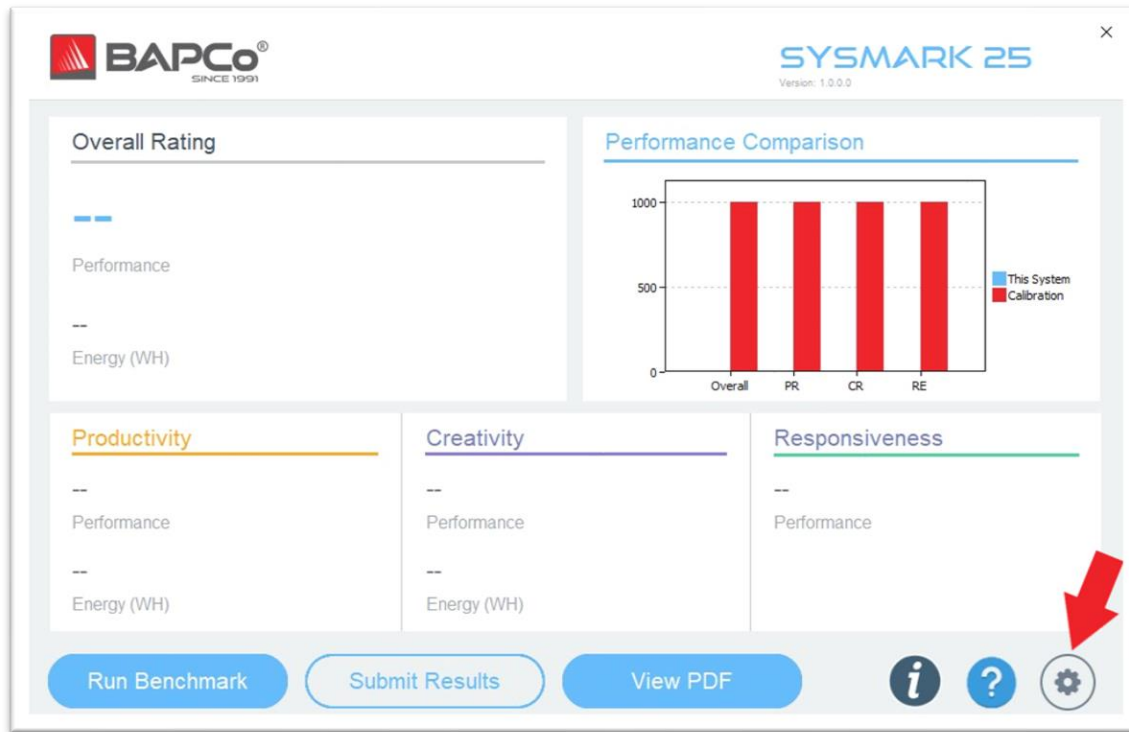 BAPCo®
SINCE 1991
SYSMARK 25
Version: 1.0.0.0
×
Overall Rating
--
Performance
--
Energy (WH)
Performance Comparison
1000
500
0
Overall PR CR RE
This System
Calibration
Productivity
--
Performance
--
Energy (WH)
Creativity
--
Performance
--
Energy (WH)
Responsiveness
--
Performance
Run Benchmark
Submit Results
View PDF
i
?